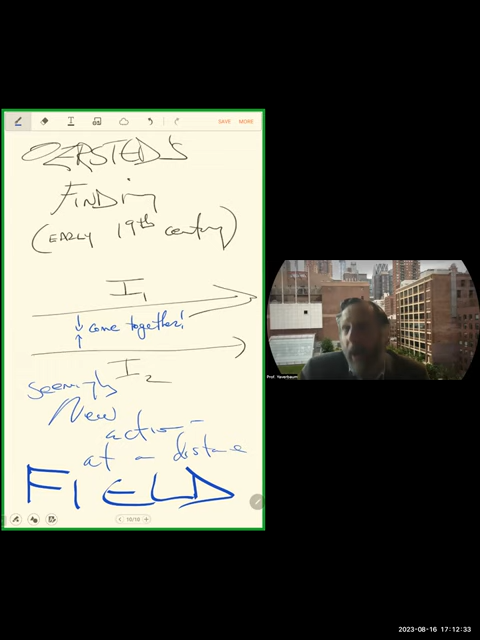 T
SAVE MORE
OERSTED'S
FINDing
(EARLY 19th century)
I1
come together!
I2
seemingly
New
action-
at a distance
FIELD
10/10
Prof. Yaverbaum
2023-08-16 17:12:33